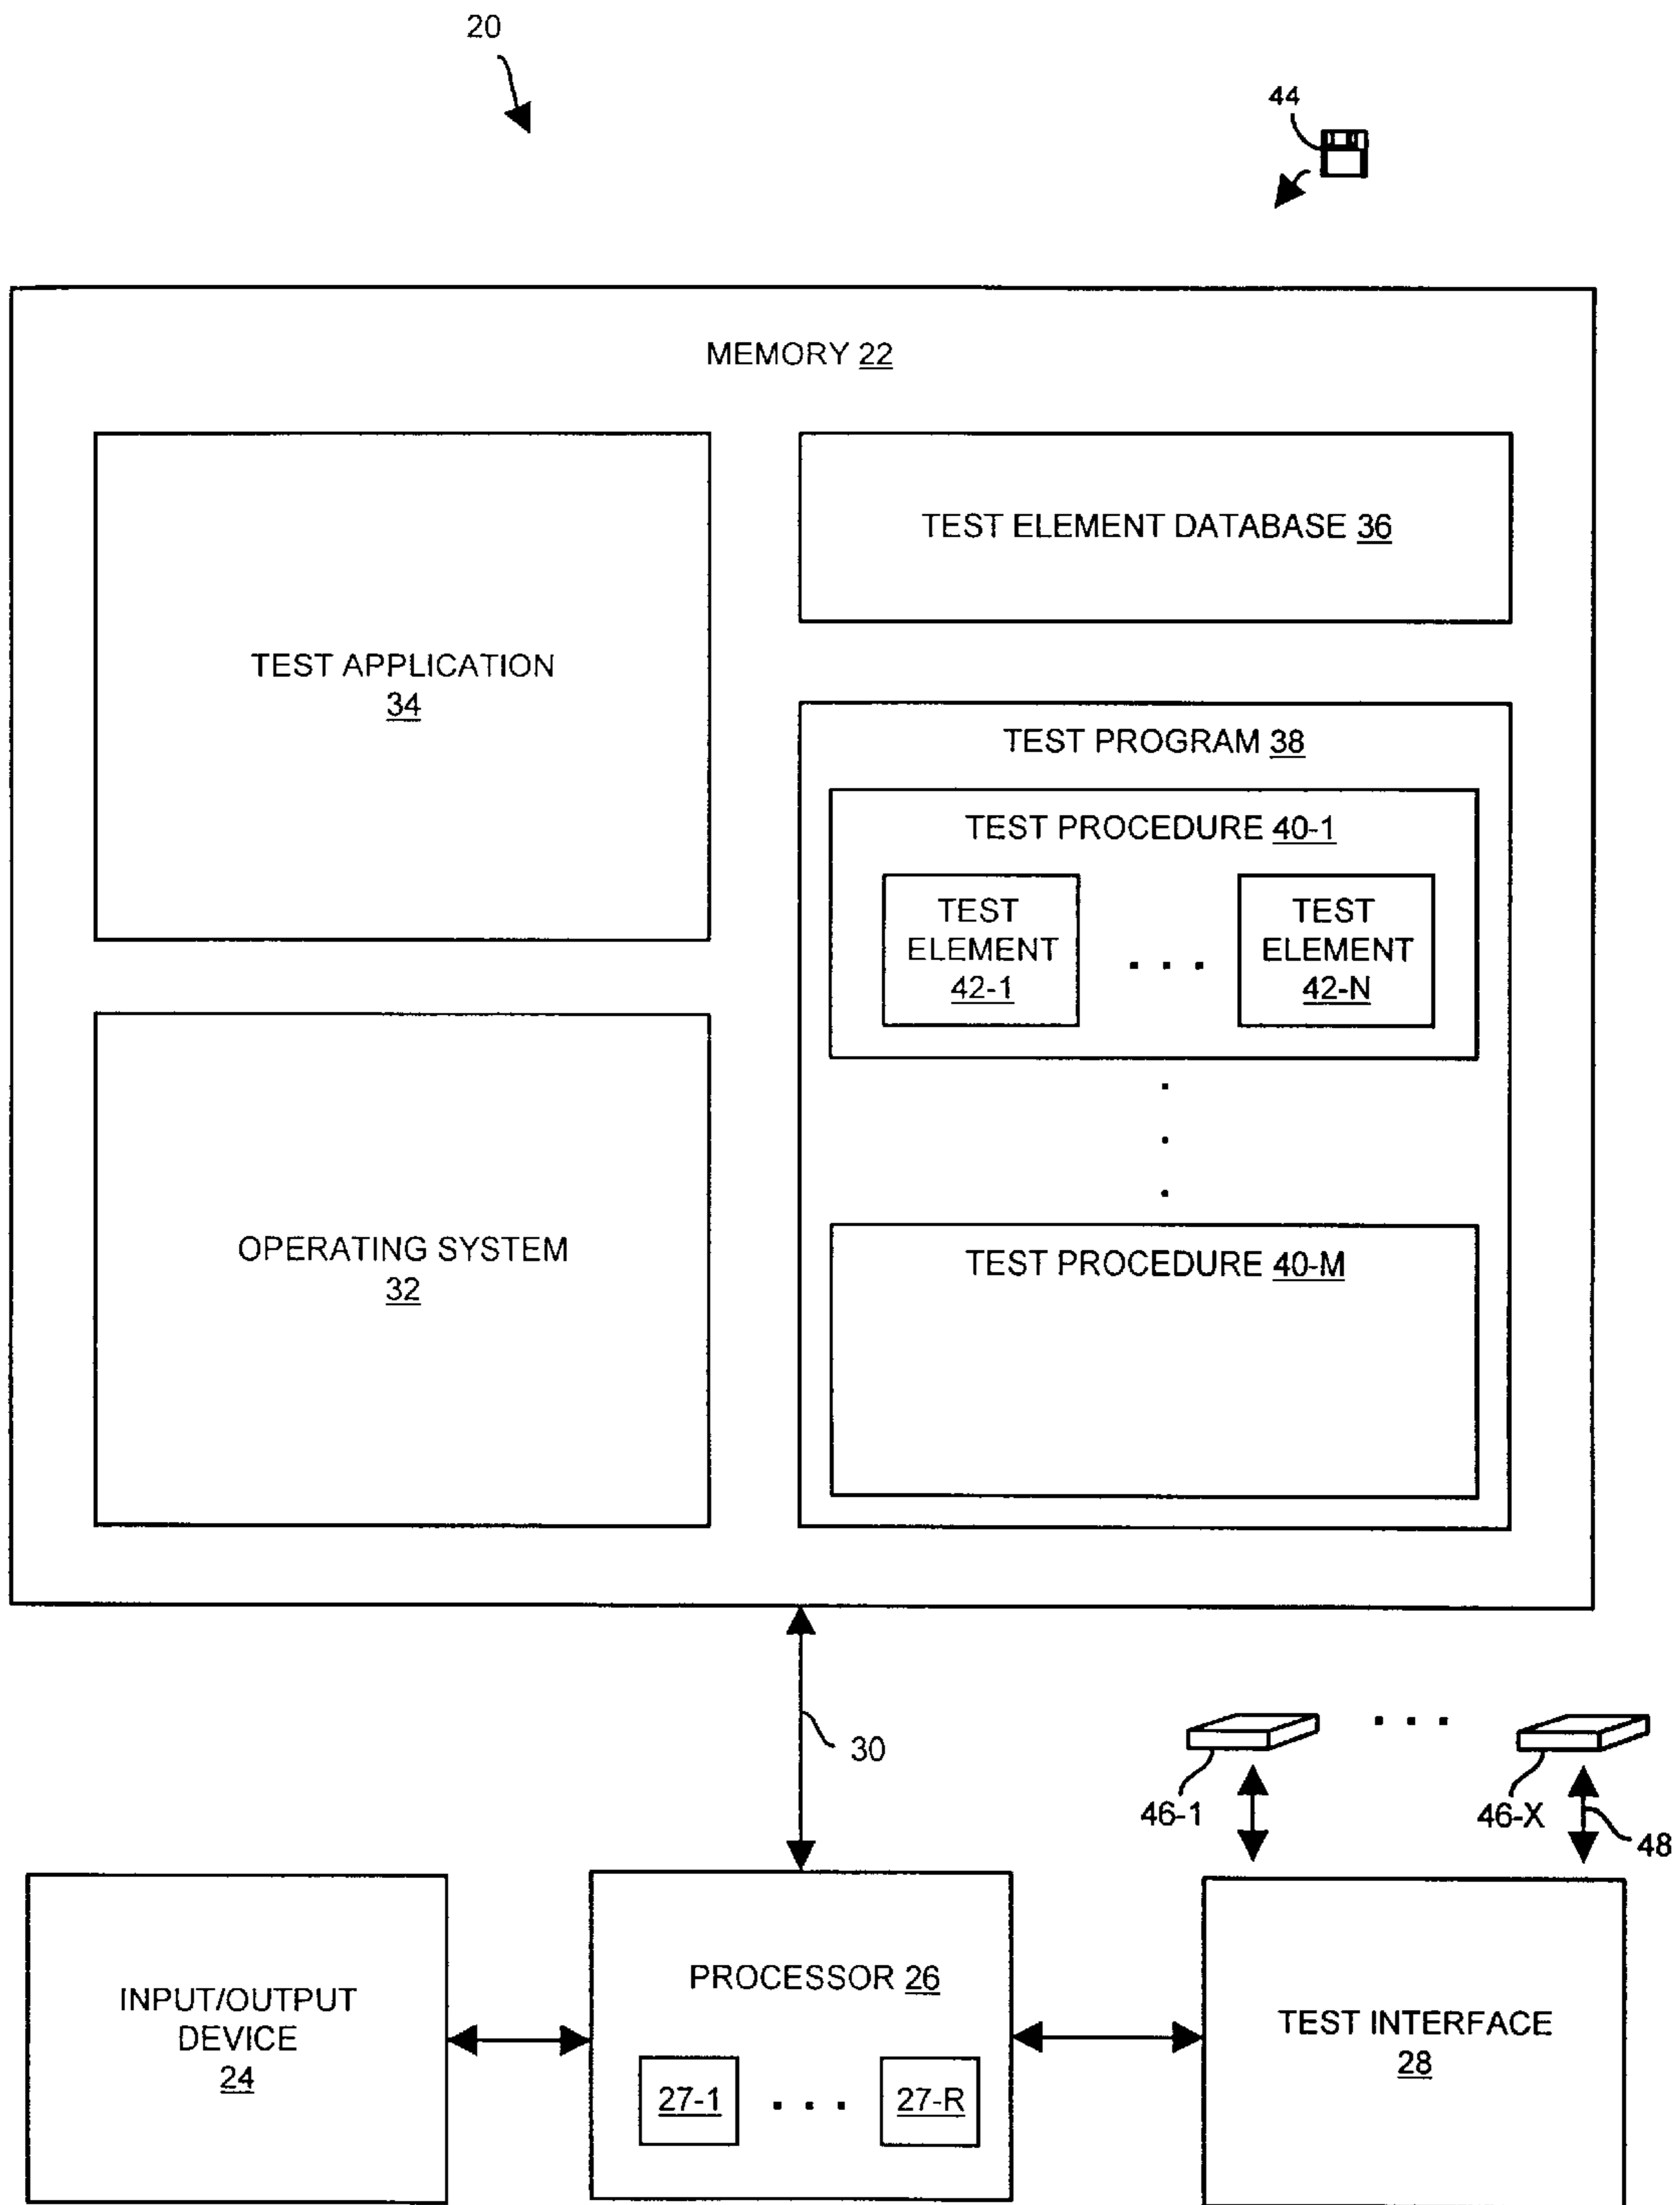 20
44
MEMORY 22
TEST APPLICATION
34
TEST ELEMENT DATABASE 36
TEST PROGRAM 38
TEST PROCEDURE 40-1
TEST
ELEMENT
42-1
. . .
TEST
ELEMENT
42-N
OPERATING SYSTEM
32
TEST PROCEDURE 40-M
30
46-1
. . .
46-X
48
INPUT/OUTPUT
DEVICE
24
PROCESSOR 26
27-1
. . .
27-R
TEST INTERFACE
28